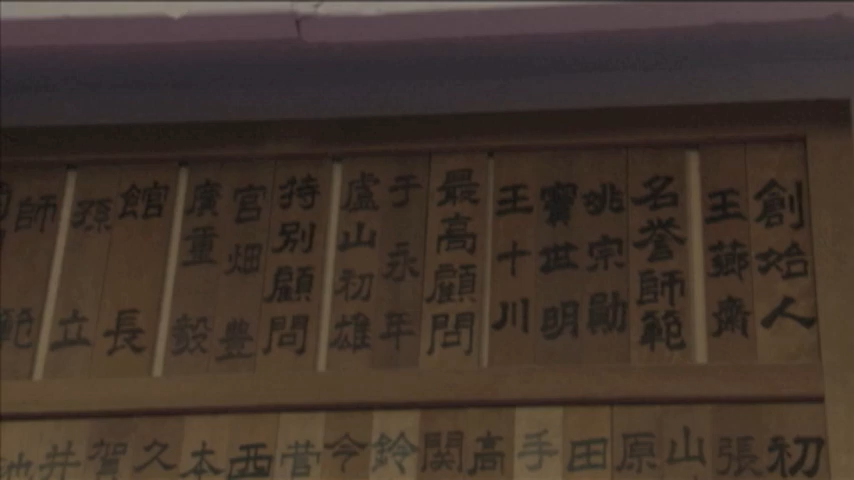 創始人
王薌齋
名誉師範
姚宗勛
竇世明
王十川
最高顧問
于永年
盧山初雄
特別顧問
宮畑豊
廣重毅
館長
孫立
師範
初
張
山
原
田
手
高
関
鈴
今
菅
西
本
久
賀
井
池